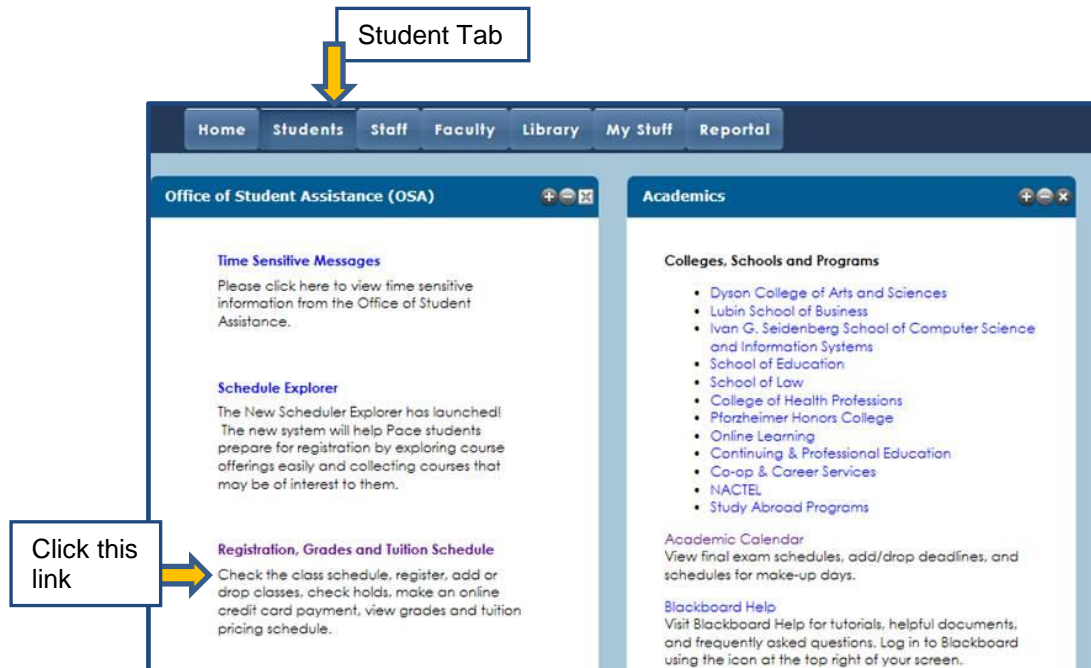 Student Tab
Home Students Staff Faculty Library My Stuff Reportal
Office of Student Assistance (OSA)
Time Sensitive Messages
Please click here to view time sensitive
information from the Office of Student
Assistance.
Schedule Explorer
The New Scheduler Explorer has launched!
The new system will help Pace students
prepare for registration by exploring course
offerings easily and collecting courses that
may be of interest to them.
Click this
link
Registration, Grades and Tuition Schedule
Check the class schedule, register, add or
drop classes, check holds, make an online
credit card payment, view grades and tuition
pricing schedule.
Academics
Colleges, Schools and Programs
• Dyson College of Arts and Sciences
• Lubin School of Business
• Ivan G. Seidenberg School of Computer Science
and Information Systems
• School of Education
• School of Law
• College of Health Professions
• Pforzheimer Honors College
• Online Learning
• Continuing & Professional Education
• Co-op & Career Services
• NACTEL
• Study Abroad Programs
Academic Calendar
View final exam schedules, add/drop deadlines, and
schedules for make-up days.
Blackboard Help
Visit Blackboard Help for tutorials, helpful documents,
and frequently asked questions. Log in to Blackboard
using the icon at the top right of your screen.